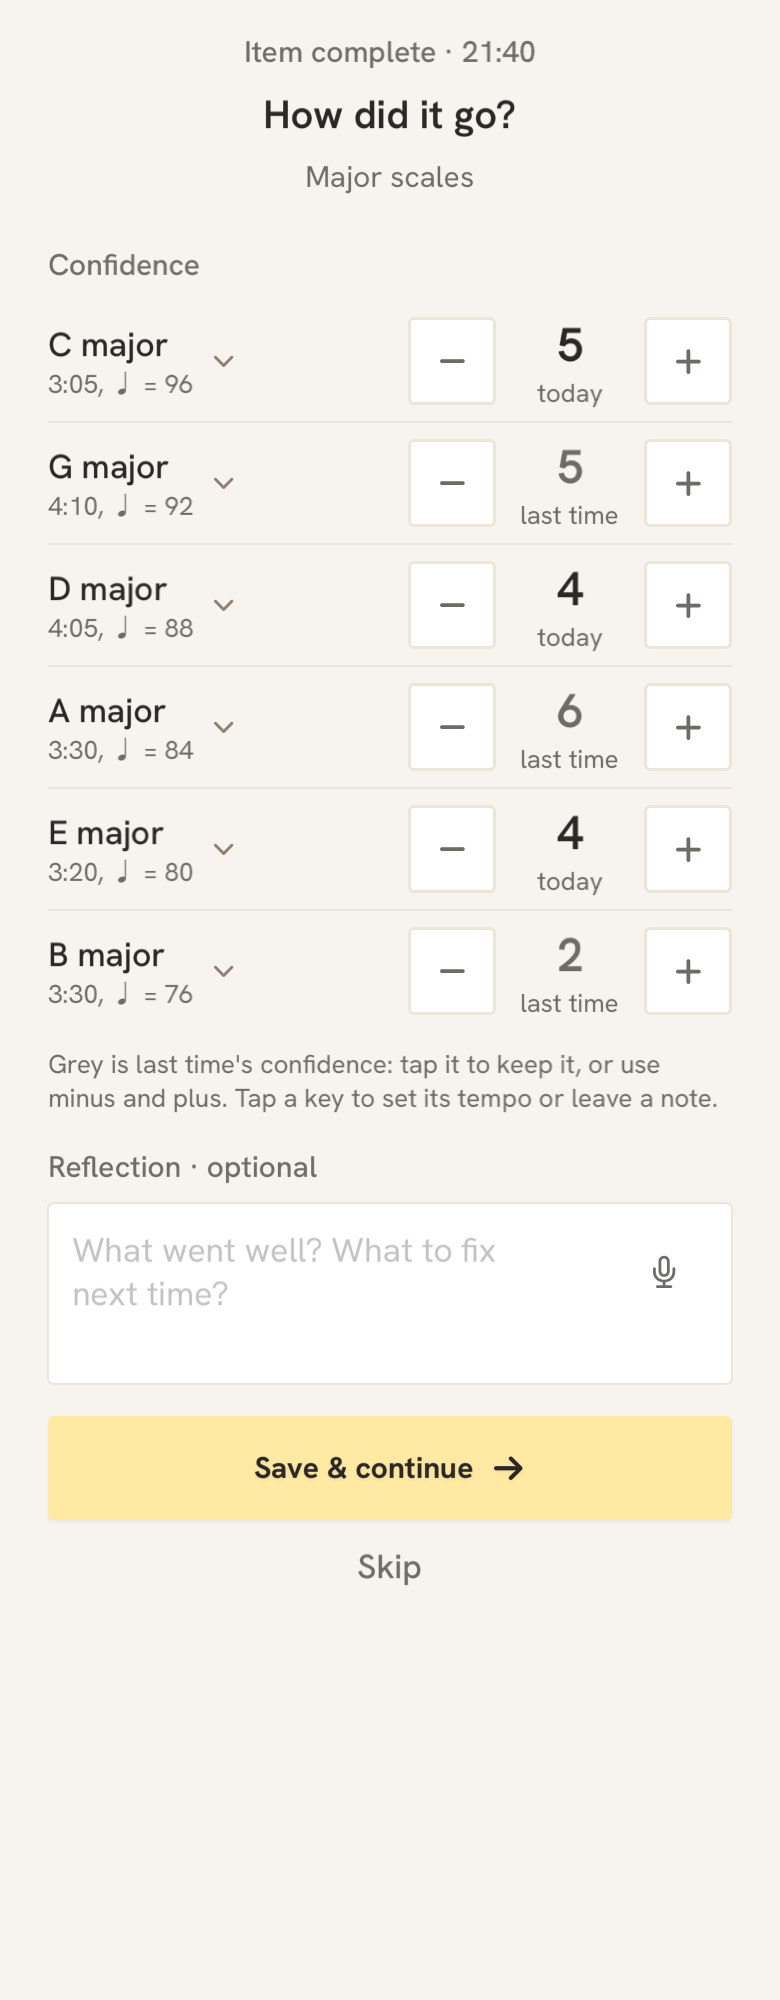 Item complete · 21:40
How did it go?
Major scales
Confidence
C major
3:05, ♩ = 96
− 5 +
today
G major
4:10, ♩ = 92
− 5 +
last time
D major
4:05, ♩ = 88
− 4 +
today
A major
3:30, ♩ = 84
− 6 +
last time
E major
3:20, ♩ = 80
− 4 +
today
B major
3:30, ♩ = 76
− 2 +
last time
Grey is last time's confidence: tap it to keep it, or use
minus and plus. Tap a key to set its tempo or leave a note.
Reflection · optional
What went well? What to fix
next time?
Save & continue →
Skip